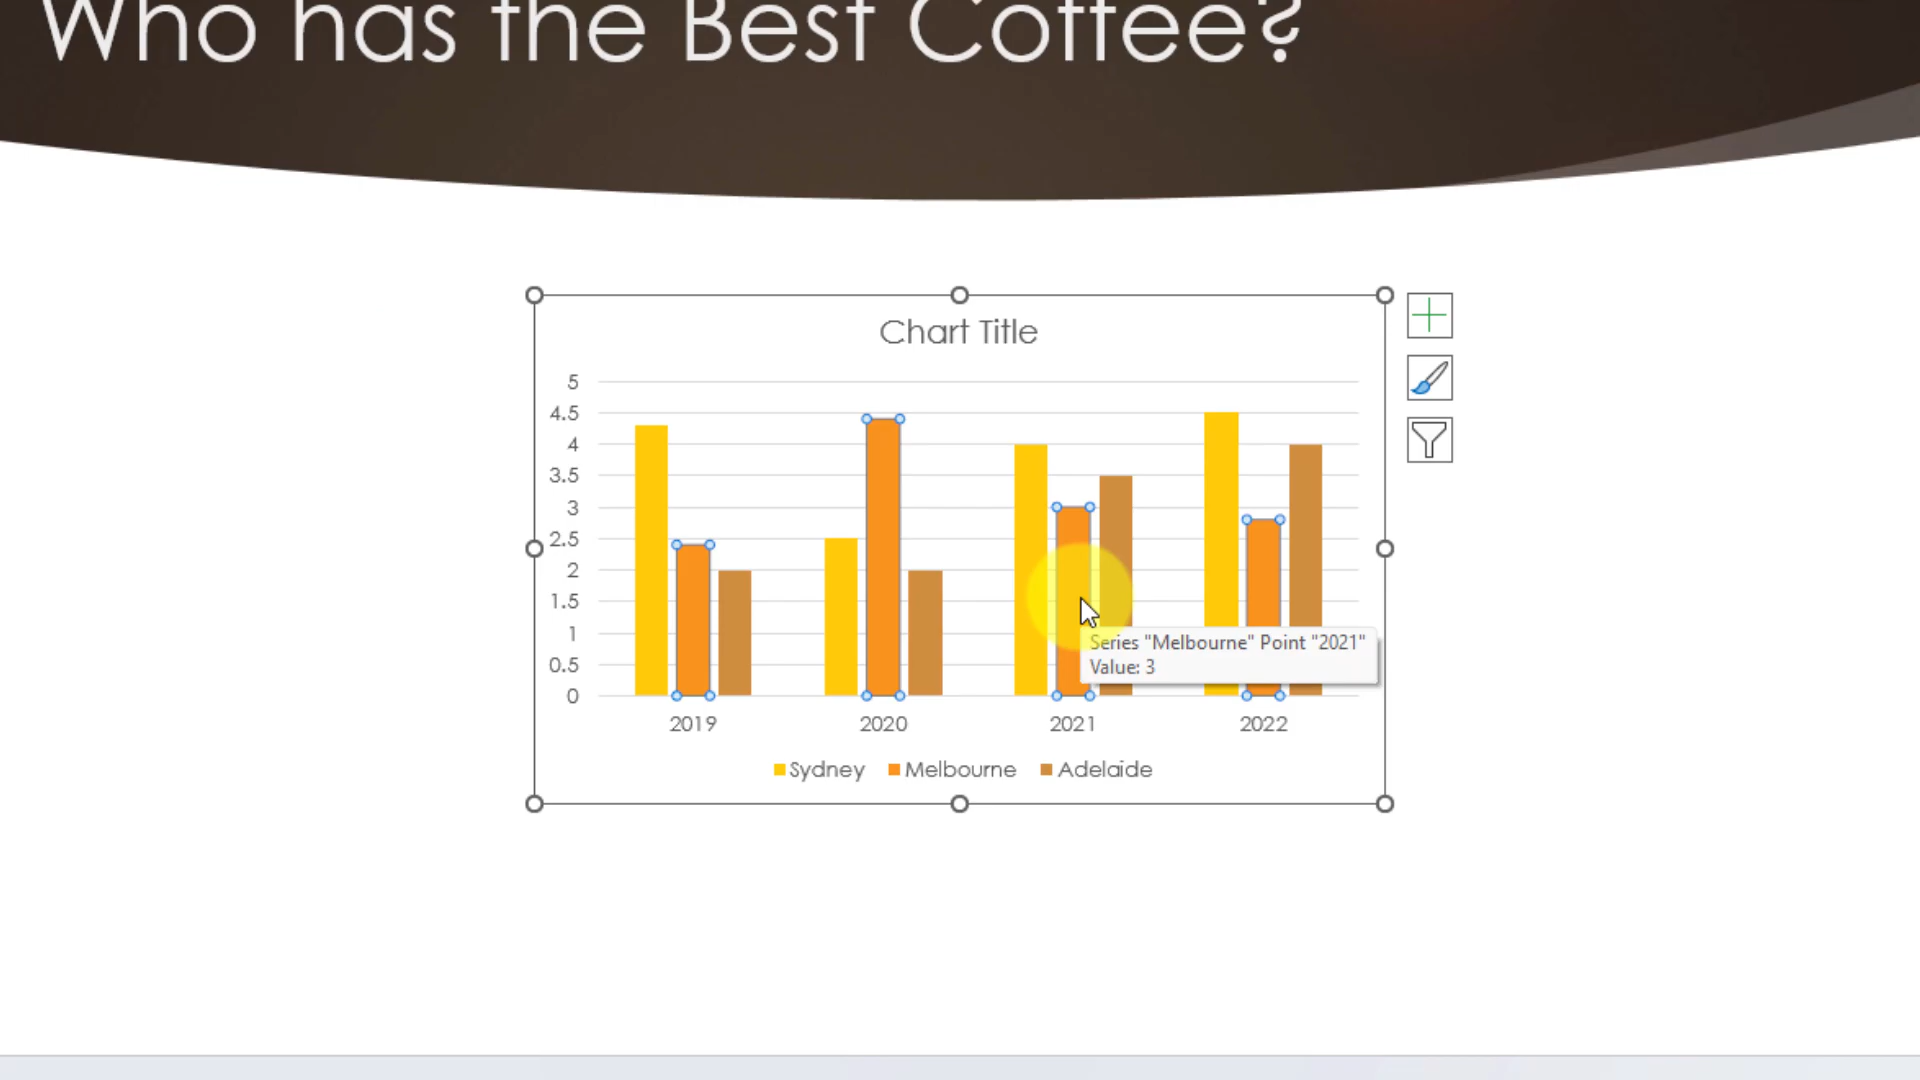 Who has the Best Coffee?
Chart Title
5
4.5
4
3.5
3
2.5
2
1.5
1
0.5
0
Series "Melbourne" Point "2021"
Value: 3
2019 2020 2021 2022
Sydney Melbourne Adelaide